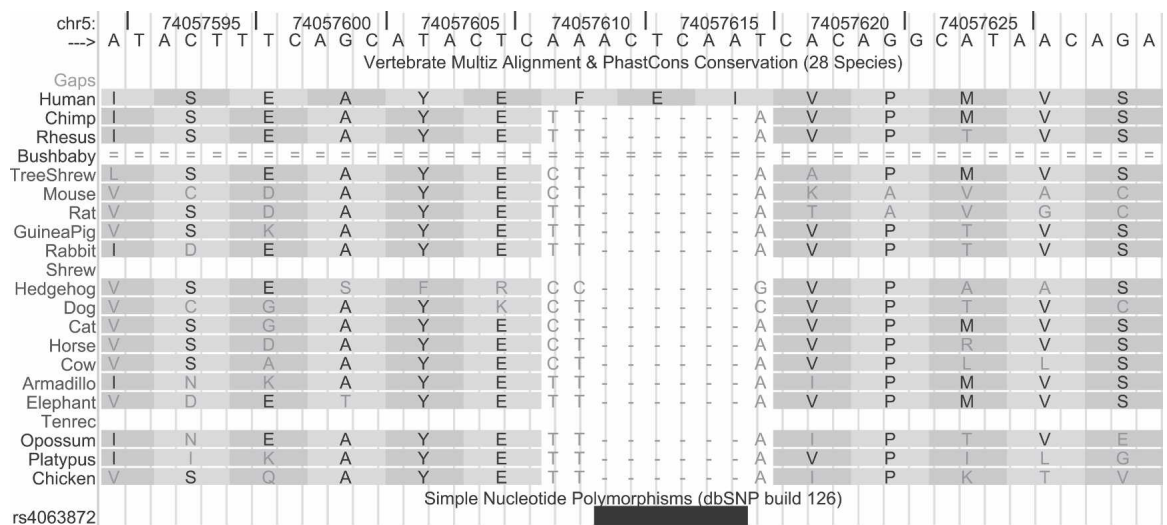 chr5: 74057595 74057600 74057605 74057610 74057615 74057620 74057625
---> A T A C T T T C A G C A T A C T C A A A C T C A A T C A C A G G C A T A A C A G A
Vertebrate Multiz Alignment & PhastCons Conservation (28 Species)
Gaps
Human I S E A Y E F E I V P M V S
Chimp I S E A Y E T T - - - - - - A V P M V S
Rhesus I S E A Y E T T - - - - - - A V P T V S
Bushbaby = = = = = = = = = = = = = = = = = = = = = = = = = = = = = = = = = = = = = = = = =
TreeShrew L S E A Y E C T - - - - - - A A P M V S
Mouse V C D A Y E C T - - - - - - A K A V A C
Rat V S D A Y E T T - - - - - - A T A V G C
GuineaPig V S K A Y E T T - - - - - - A V P T V S
Rabbit I D E A Y E T T - - - - - - A V P T V S
Shrew
Hedgehog V S E S F R C C - - - - - - G V P A A S
Dog V C G A Y K C T - - - - - - C V P T V C
Cat V S G A Y E C T - - - - - - A V P M V S
Horse V S D A Y E C T - - - - - - A V P R V S
Cow V S A A Y E C T - - - - - - A V P L L S
Armadillo I N K A Y E T T - - - - - - A I P M V S
Elephant V D E T Y E T T - - - - - - A V P M V S
Tenrec
Opossum I N E A Y E T T - - - - - - A I P T V E
Platypus I I K A Y E T T - - - - - - A V P I L G
Chicken V S Q A Y E T T - - - - - - A I P K T V
Simple Nucleotide Polymorphisms (dbSNP build 126)
rs4063872